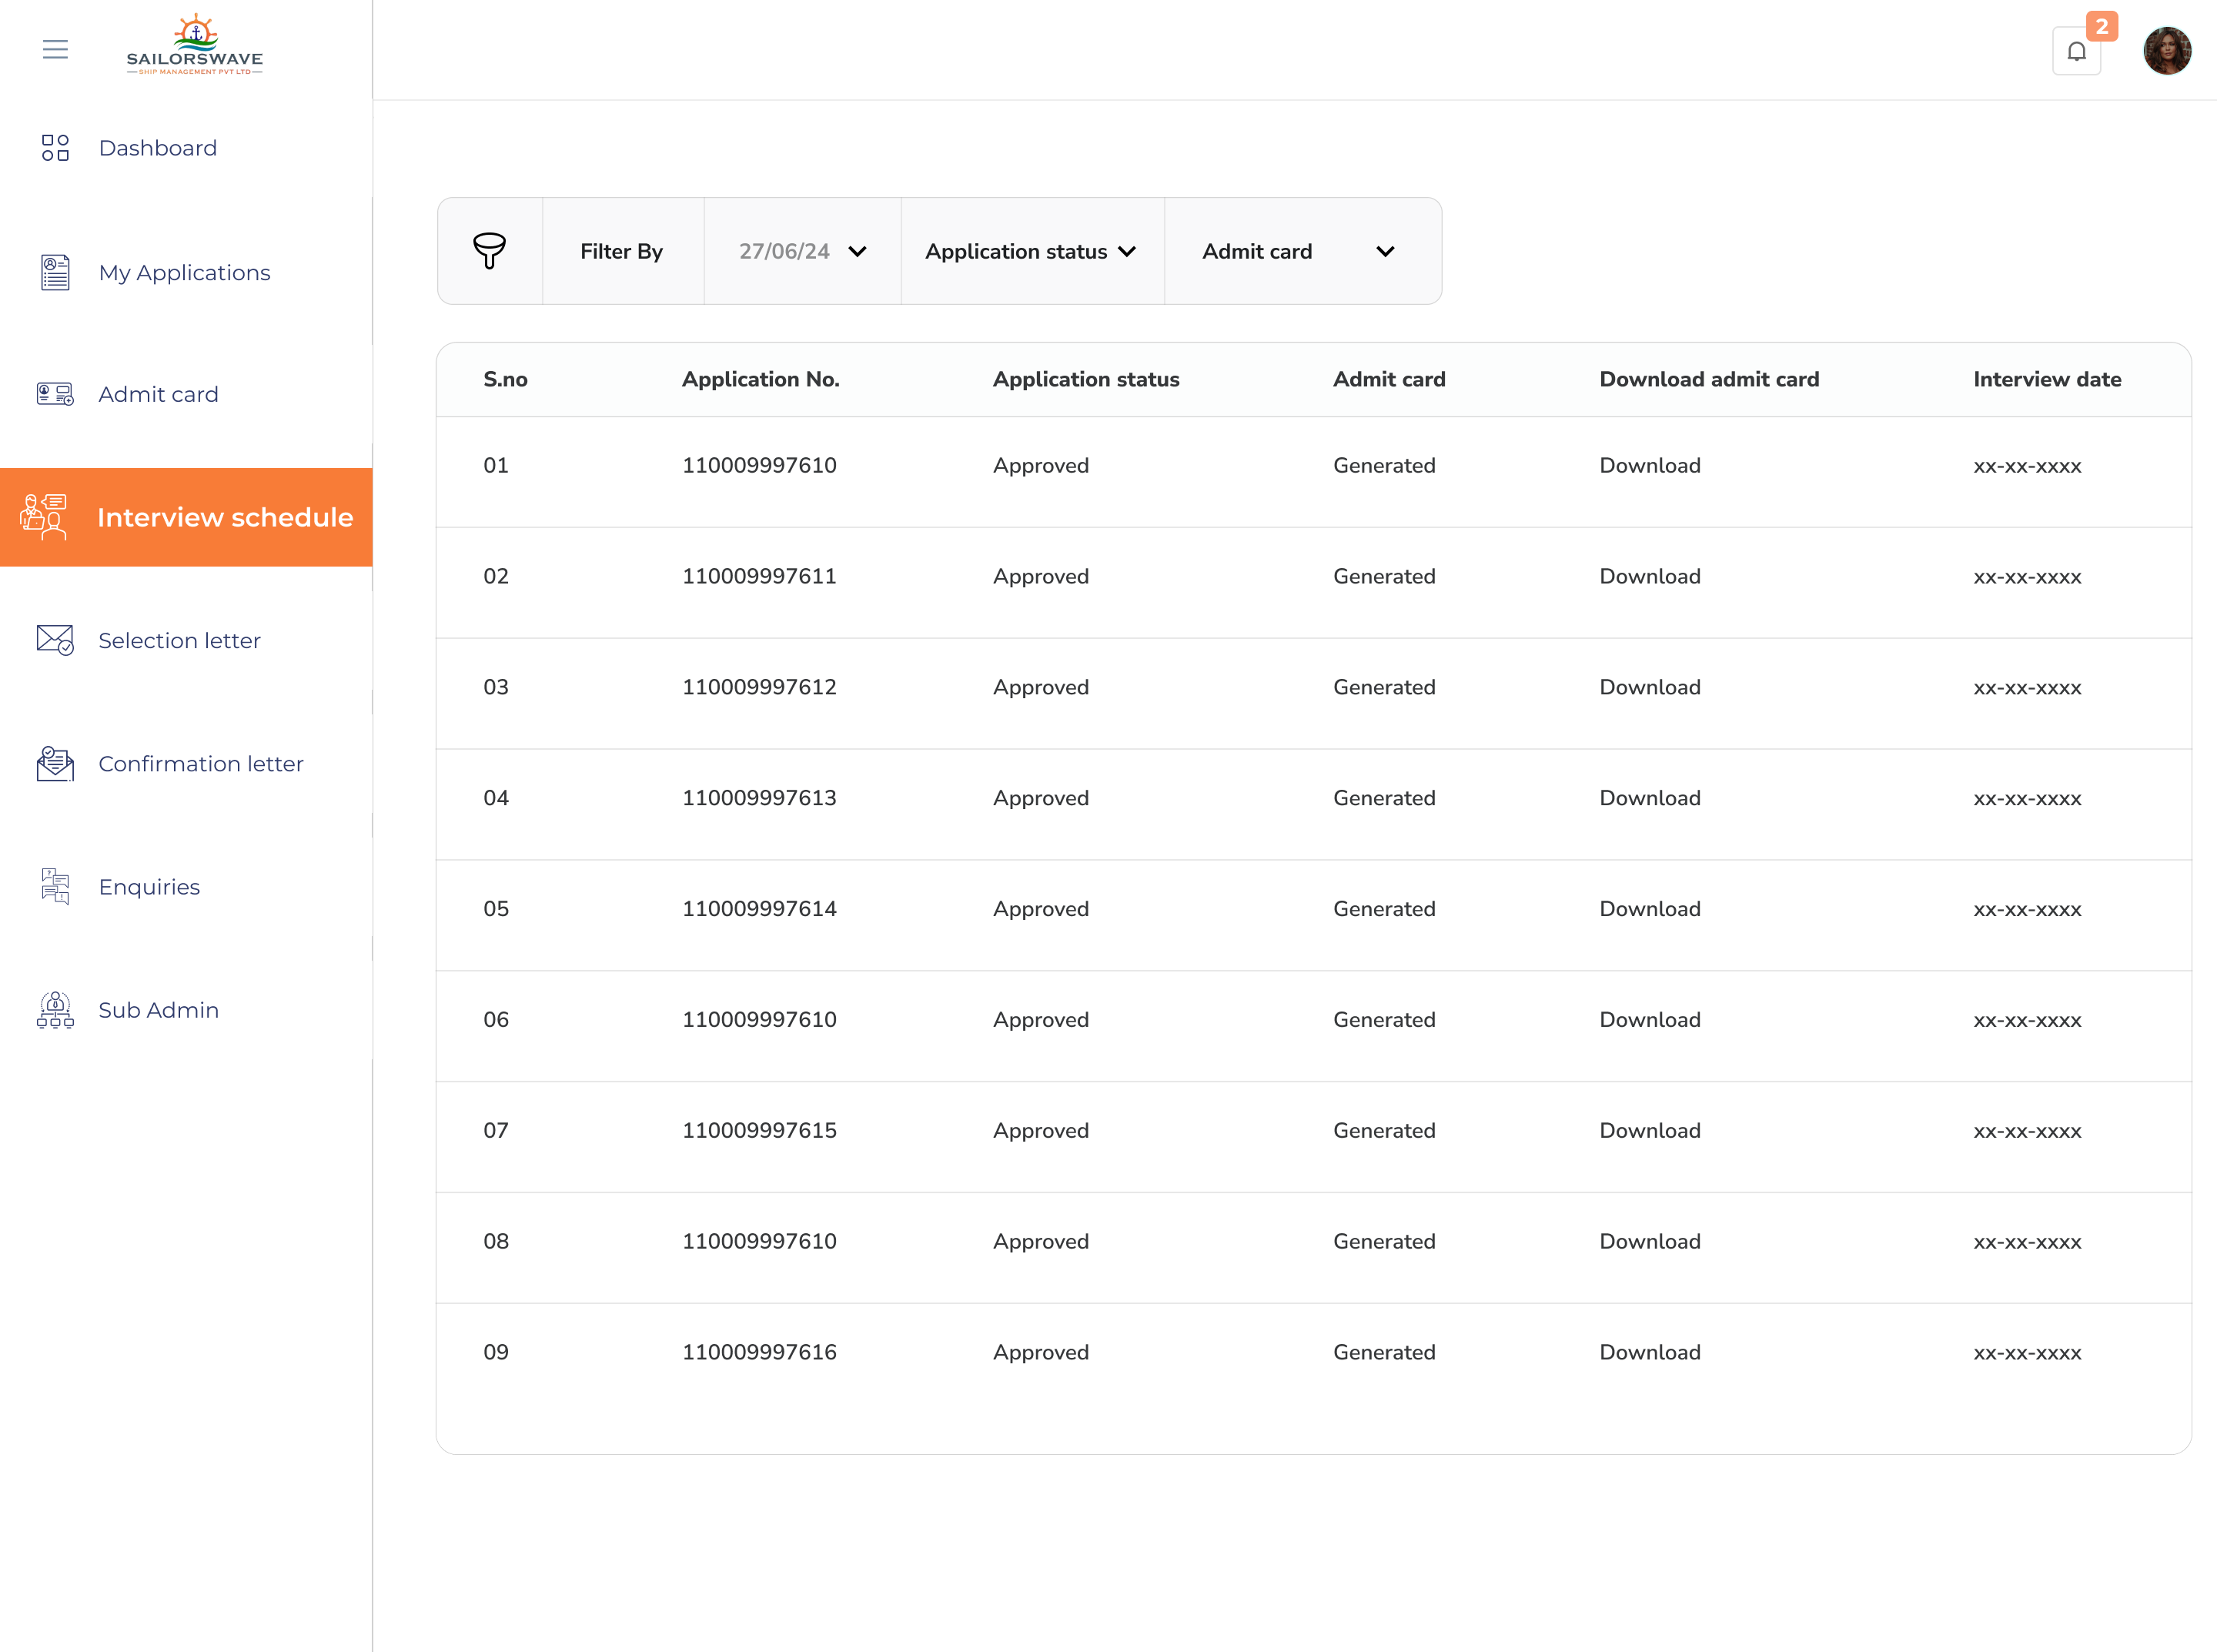 SAILORSWAVE
SHIP MANAGEMENT PVT LTD
2
Dashboard
My Applications
Admit card
Interview schedule
Selection letter
Confirmation letter
Enquiries
Sub Admin
Filter By 27/06/24 Application status Admit card
S.no Application No. Application status Admit card Download admit card Interview date
01 110009997610 Approved Generated Download xx-xx-xxxx
02 110009997611 Approved Generated Download xx-xx-xxxx
03 110009997612 Approved Generated Download xx-xx-xxxx
04 110009997613 Approved Generated Download xx-xx-xxxx
05 110009997614 Approved Generated Download xx-xx-xxxx
06 110009997610 Approved Generated Download xx-xx-xxxx
07 110009997615 Approved Generated Download xx-xx-xxxx
08 110009997610 Approved Generated Download xx-xx-xxxx
09 110009997616 Approved Generated Download xx-xx-xxxx